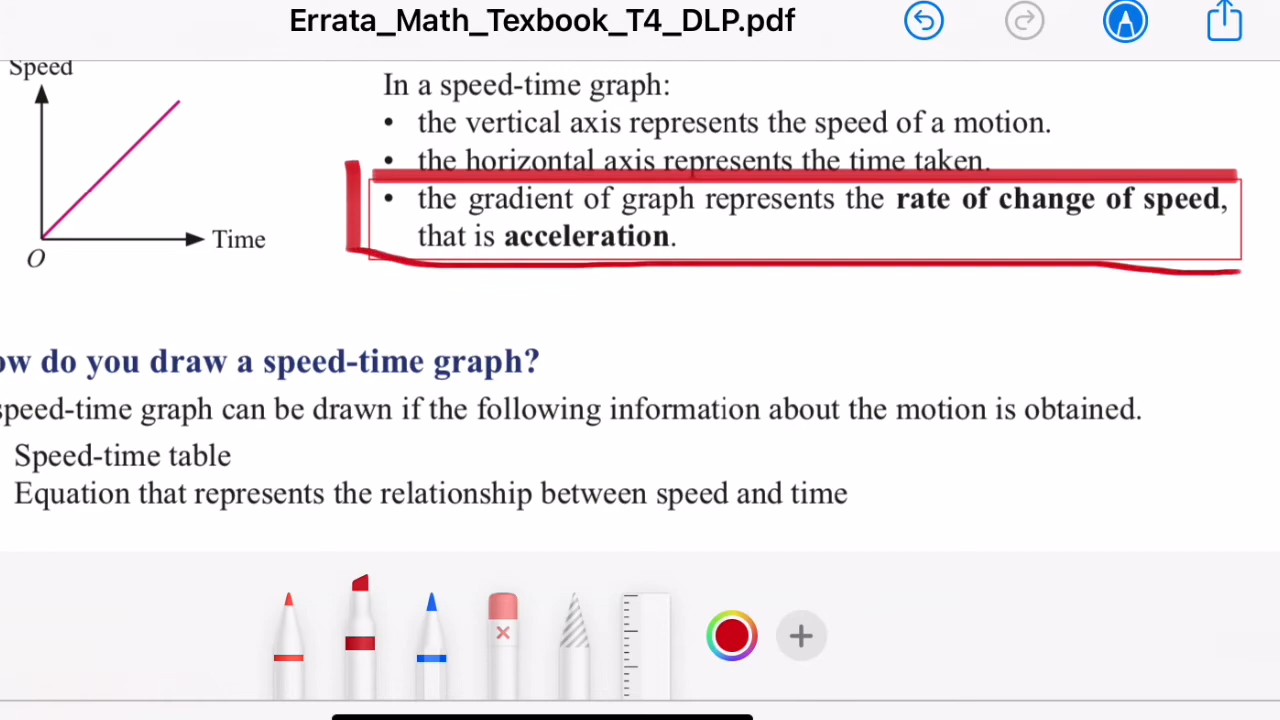 Errata_Math_Texbook_T4_DLP.pdf
Speed
Time
O
In a speed-time graph:
• the vertical axis represents the speed of a motion.
• the horizontal axis represents the time taken.
• the gradient of graph represents the rate of change of speed,
that is acceleration.
ow do you draw a speed-time graph?
speed-time graph can be drawn if the following information about the motion is obtained.
Speed-time table
Equation that represents the relationship between speed and time